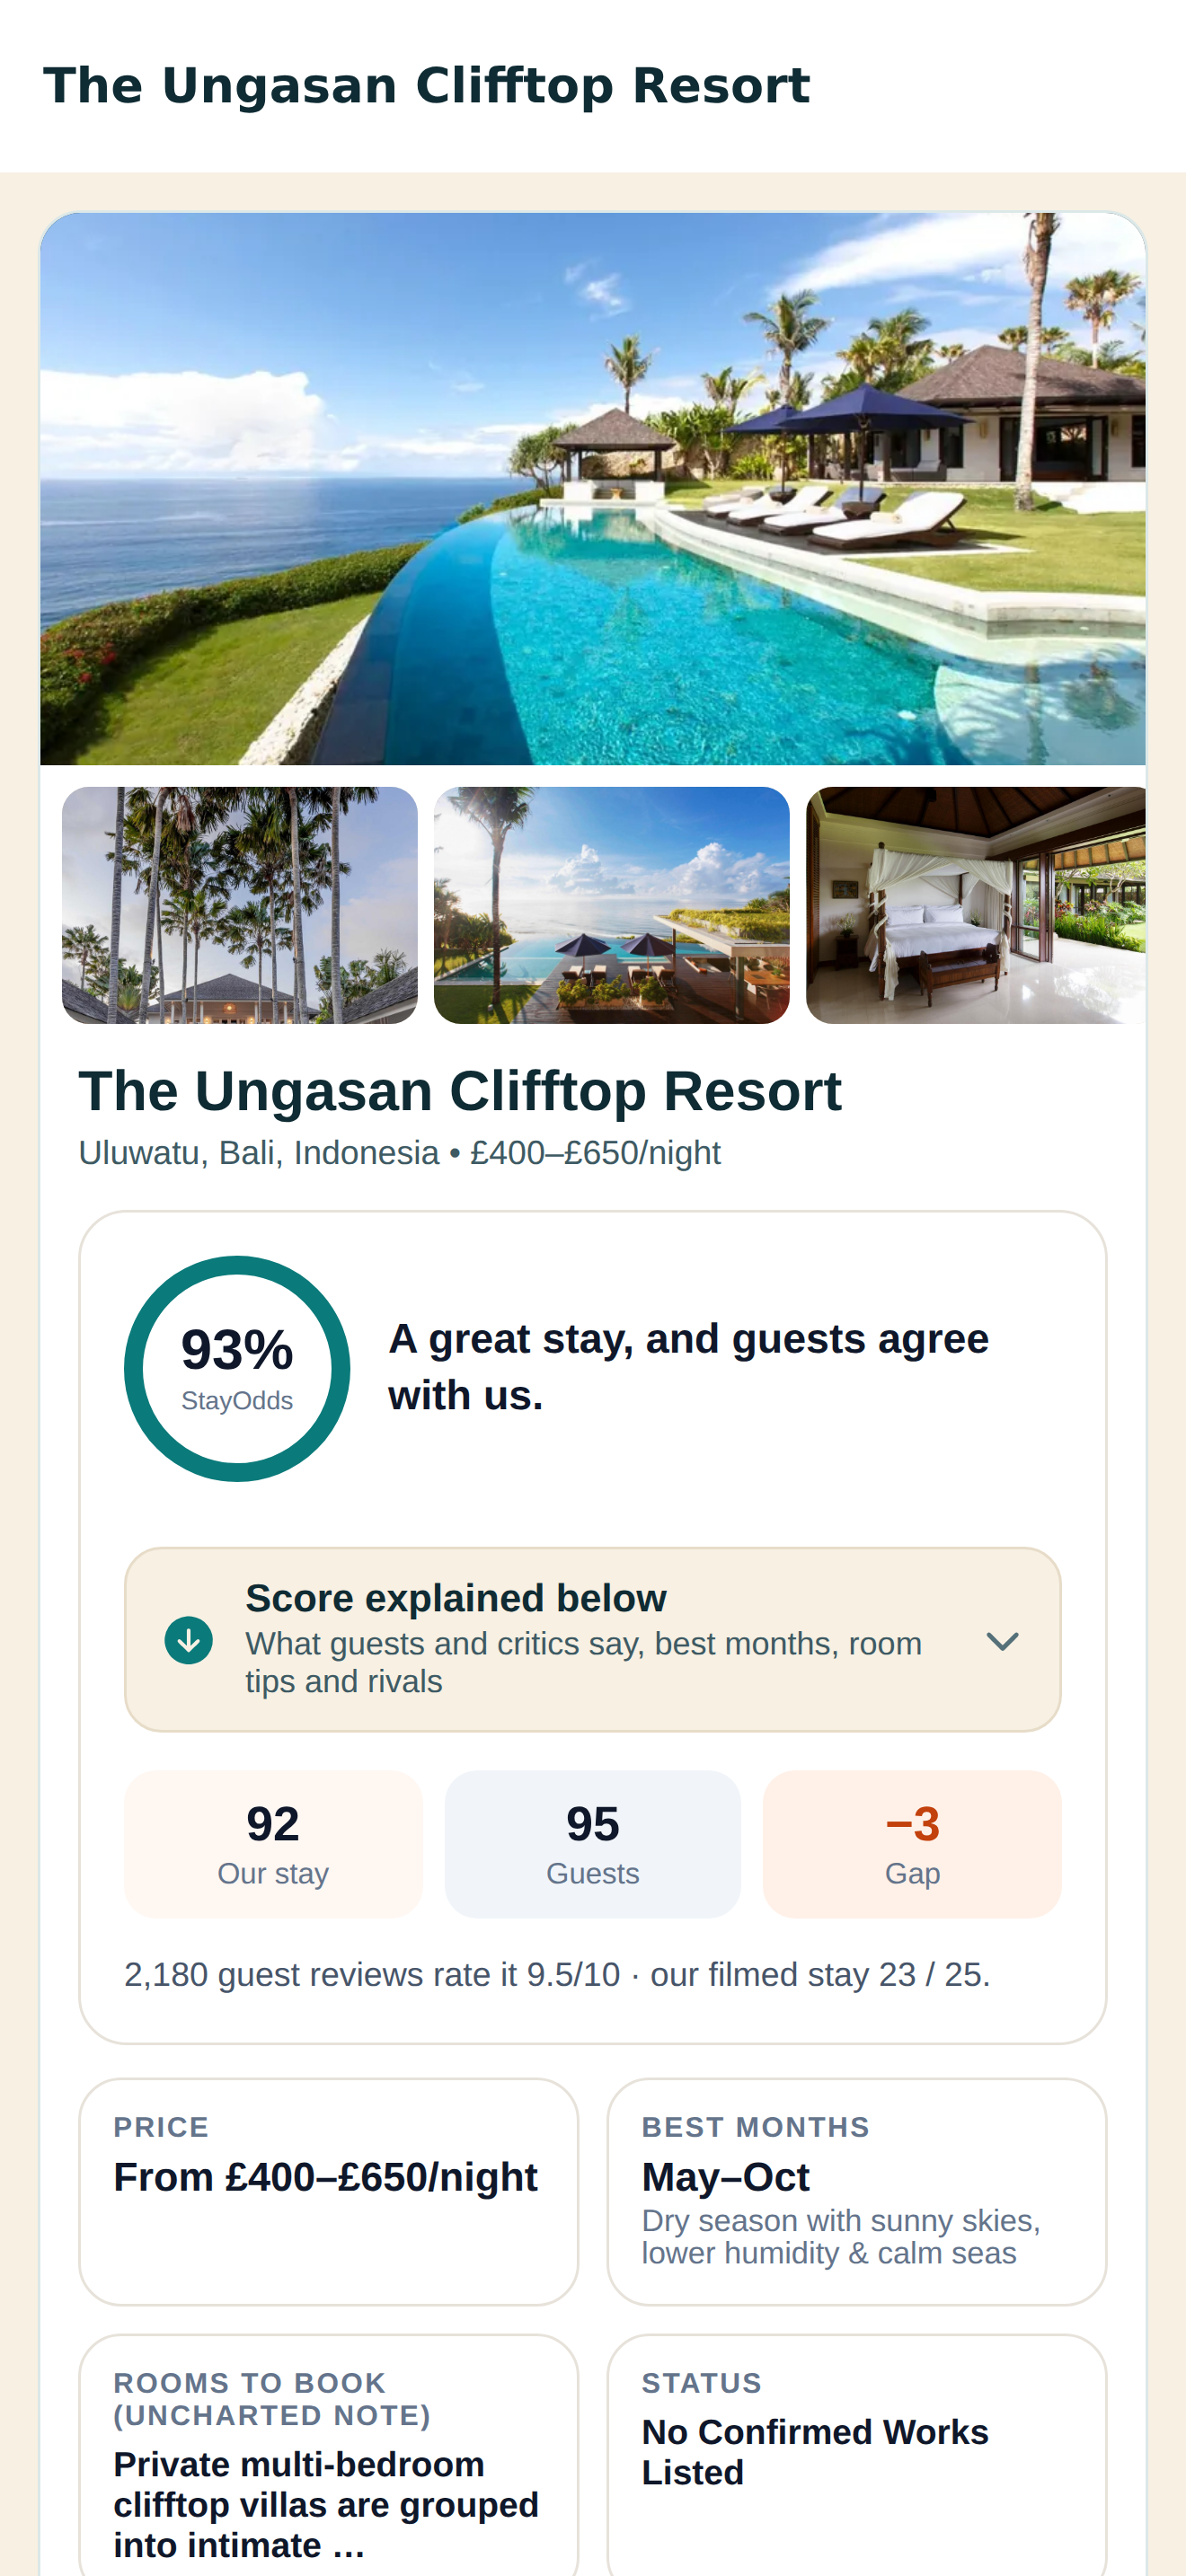 The Ungasan Clifftop Resort
The Ungasan Clifftop Resort
Uluwatu, Bali, Indonesia • £400–£650/night
93%
StayOdds
A great stay, and guests agree
with us.
Score explained below
What guests and critics say, best months, room
tips and rivals
92
Our stay
95
Guests
−3
Gap
2,180 guest reviews rate it 9.5/10 · our filmed stay 23 / 25.
PRICE
From £400–£650/night
BEST MONTHS
May–Oct
Dry season with sunny skies,
lower humidity & calm seas
ROOMS TO BOOK
(UNCHARTED NOTE)
Private multi-bedroom
clifftop villas are grouped
into intimate …
STATUS
No Confirmed Works
Listed